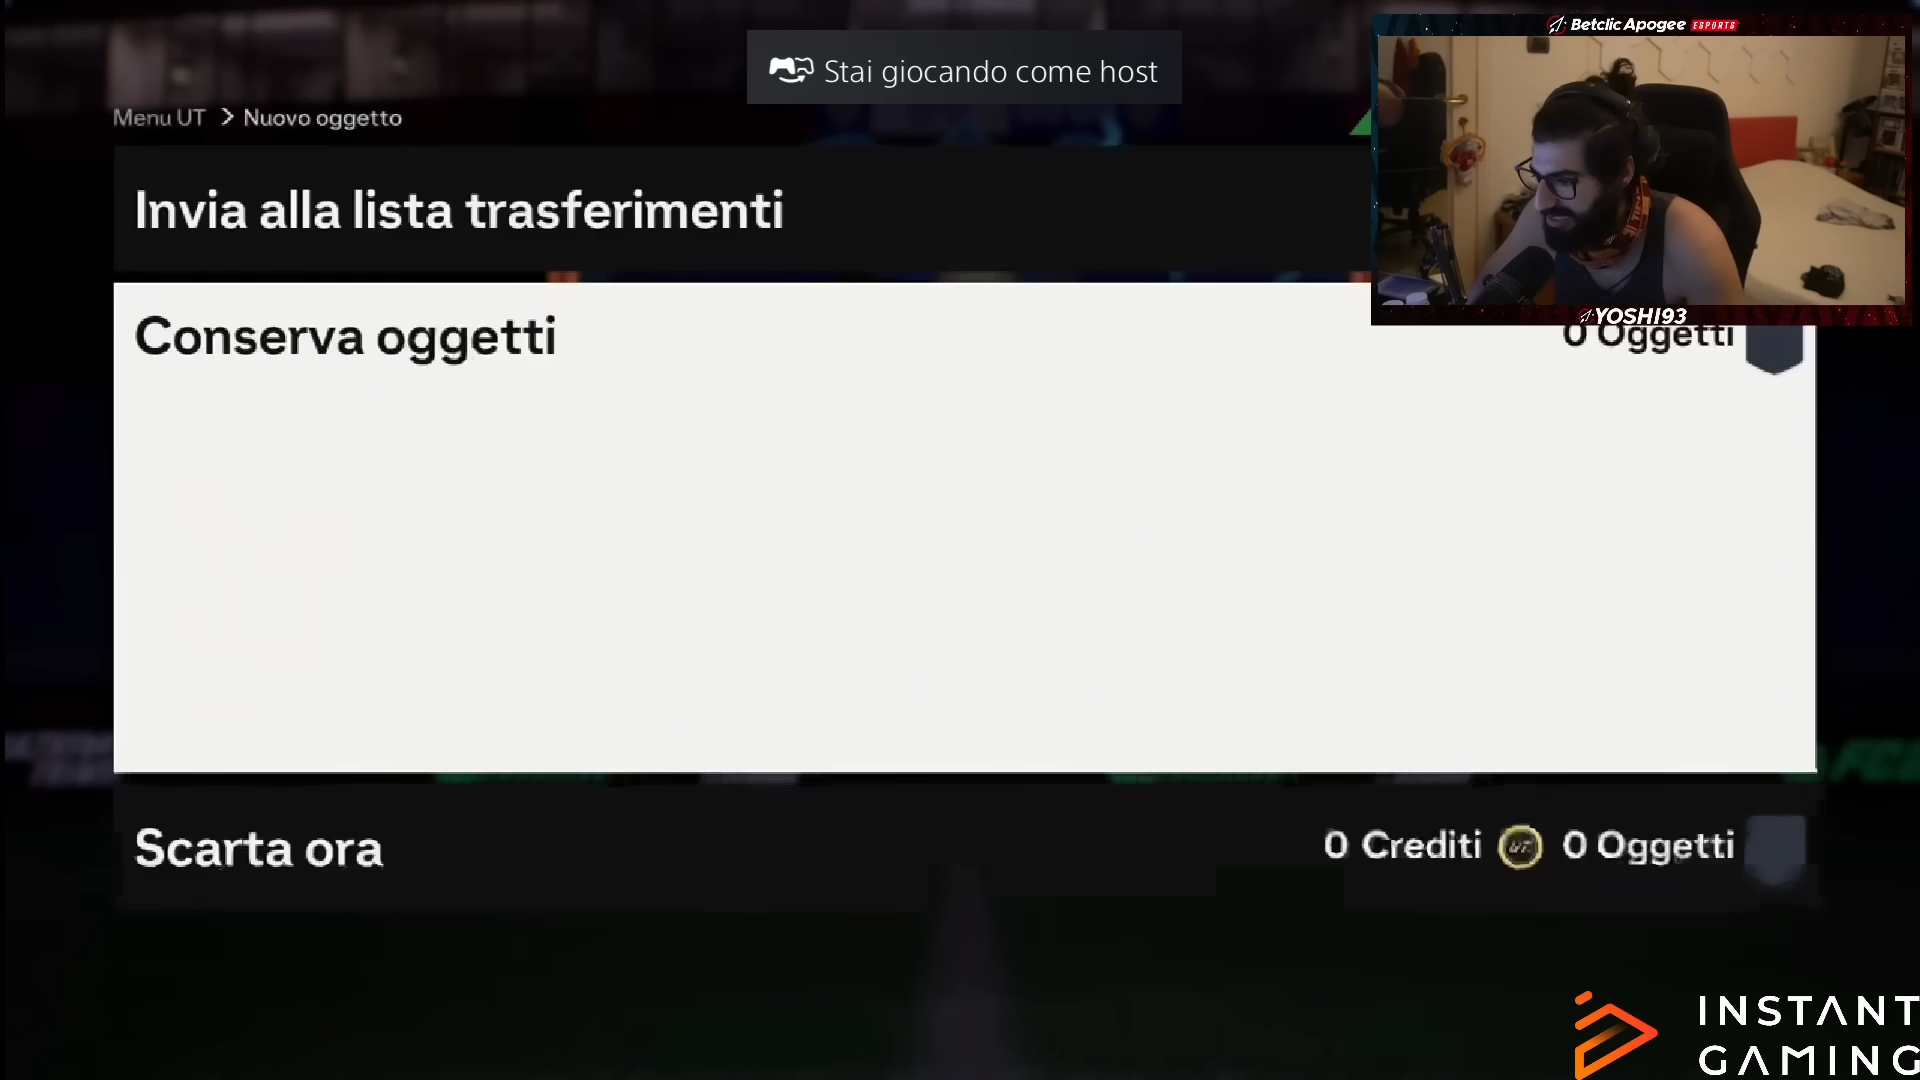 Betclic Apogee ESPORTS
Stai giocando come host
Menu UT > Nuovo oggetto
Invia alla lista trasferimenti
YOSHI93
Conserva oggetti
0 Oggetti
Scarta ora
0 Crediti
0 Oggetti
INSTANT
GAMING